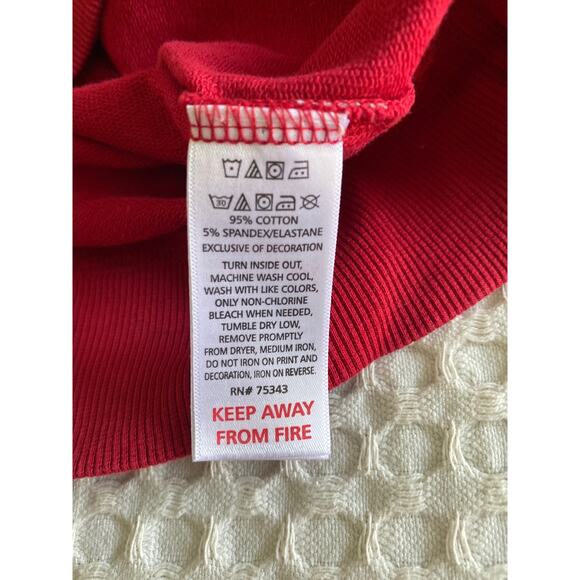 30
95% COTTON
5% SPANDEX/ELASTANE
EXCLUSIVE OF DECORATION
TURN INSIDE OUT,
MACHINE WASH COOL,
WASH WITH LIKE COLORS,
ONLY NON-CHLORINE
BLEACH WHEN NEEDED,
TUMBLE DRY LOW,
REMOVE PROMPTLY
FROM DRYER, MEDIUM IRON,
DO NOT IRON ON PRINT AND
DECORATION, IRON ON REVERSE.
RN# 75343
KEEP AWAY
FROM FIRE